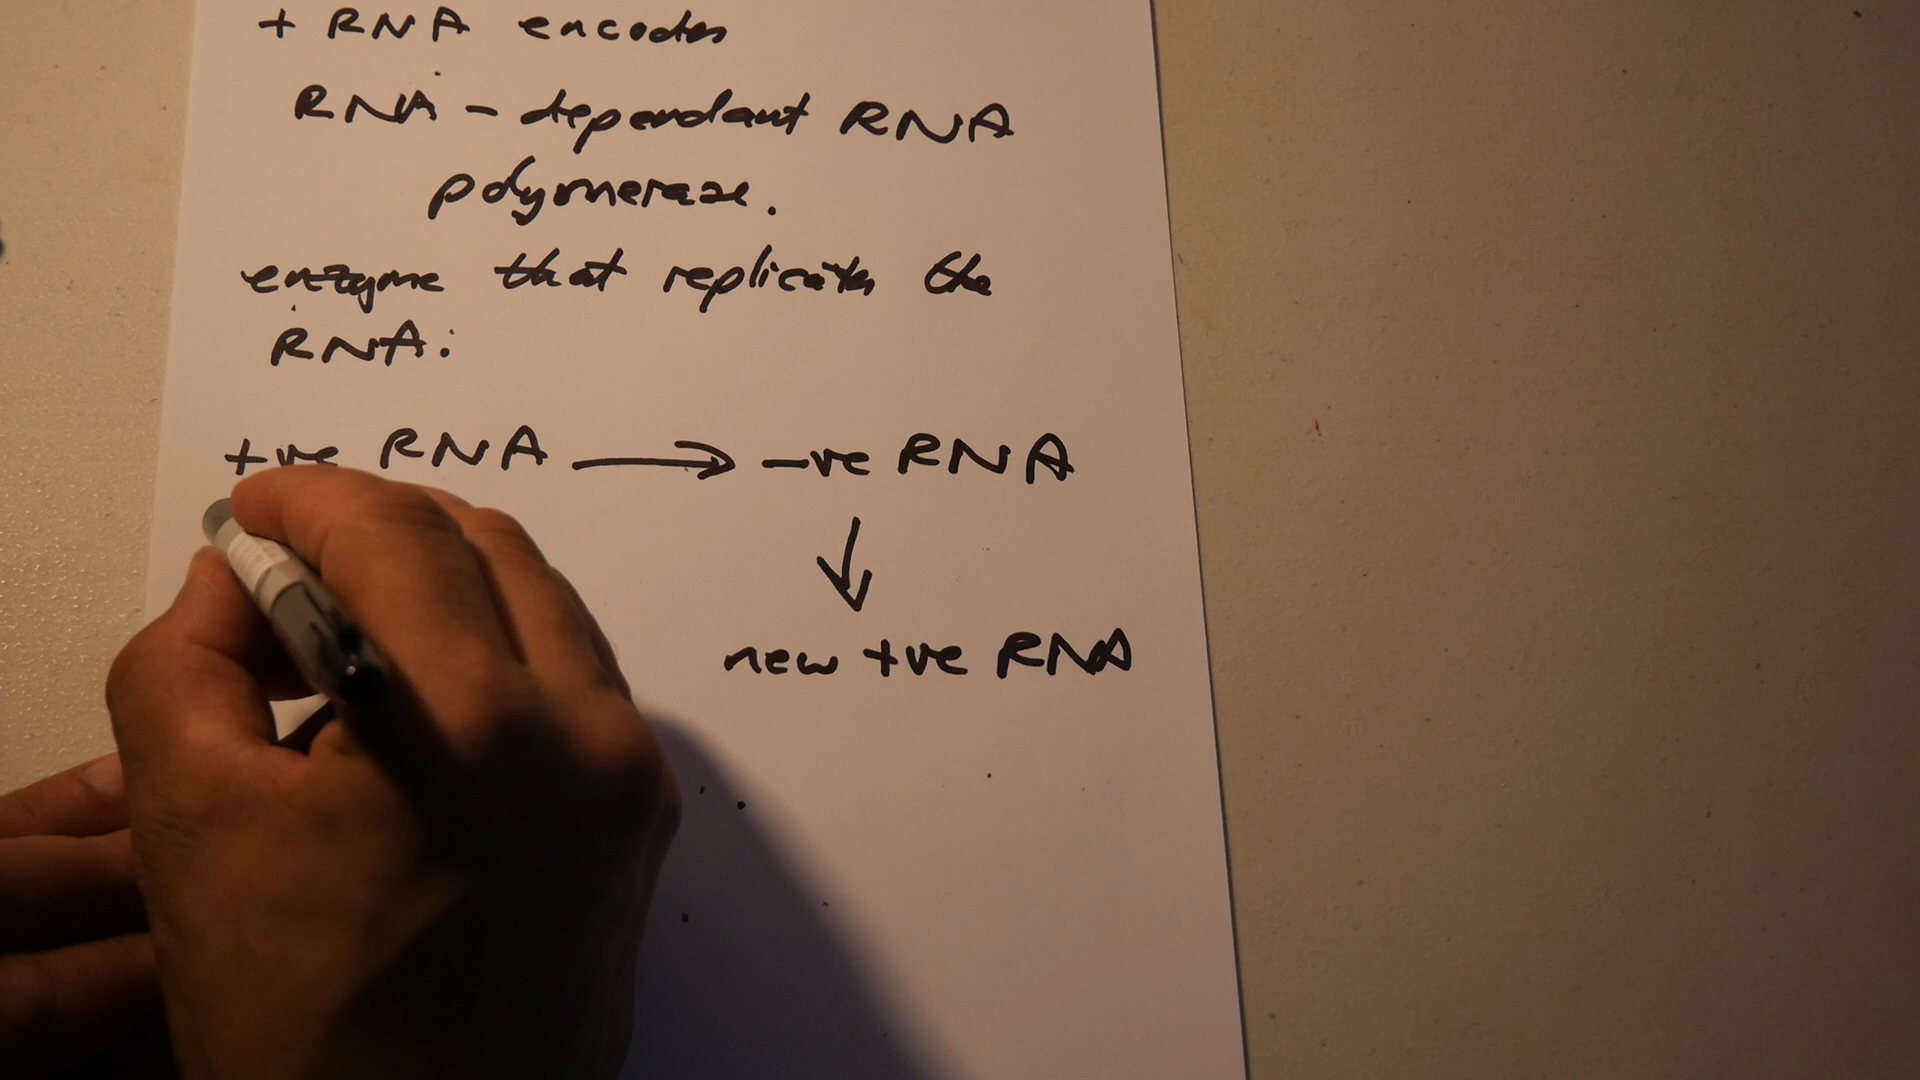 + RNA encodes
RNA - dependant RNA
polymerase.
enzyme that replicates the
RNA:
+ve RNA → -ve RNA
↓
new +ve RNA